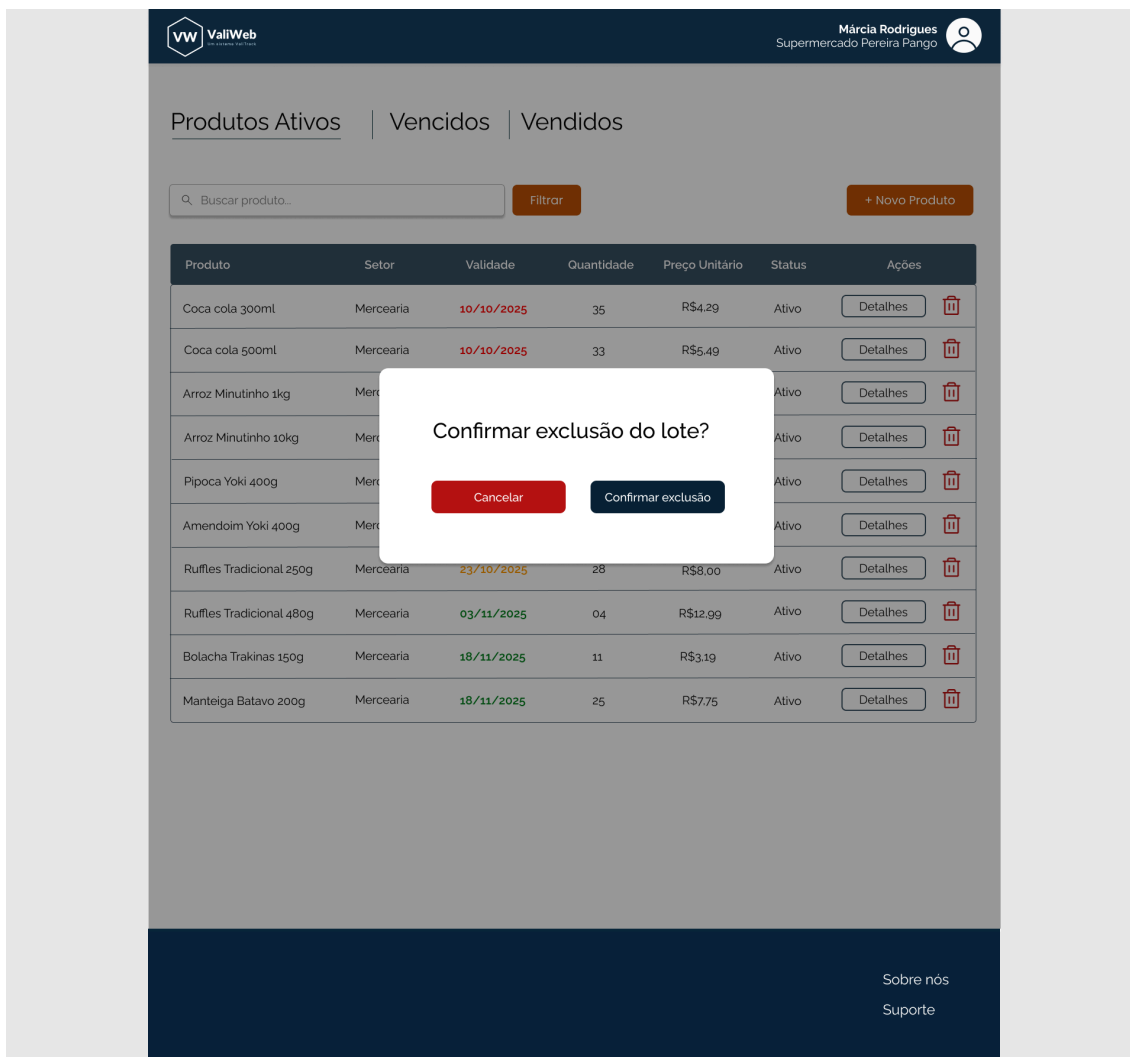 VW ValiWeb
Um sistema ValiTrack
Márcia Rodrigues
Supermercado Pereira Pango
Produtos Ativos | Vencidos | Vendidos
Buscar produto...
Filtrar
+ Novo Produto
Produto Setor Validade Quantidade Preço Unitário Status Ações
Coca cola 300ml Mercearia 10/10/2025 35 R$4,29 Ativo Detalhes
Coca cola 500ml Mercearia 10/10/2025 33 R$5,49 Ativo Detalhes
Arroz Minutinho 1kg Ativo Detalhes
Arroz Minutinho 10kg Ativo Detalhes
Pipoca Yoki 400g Ativo Detalhes
Amendoim Yoki 400g Ativo Detalhes
Confirmar exclusão do lote?
Cancelar
Confirmar exclusão
Ruffles Tradicional 250g Mercearia 23/10/2025 28 R$8,00 Ativo Detalhes
Ruffles Tradicional 480g Mercearia 03/11/2025 04 R$12,99 Ativo Detalhes
Bolacha Trakinas 150g Mercearia 18/11/2025 11 R$3,19 Ativo Detalhes
Manteiga Batavo 200g Mercearia 18/11/2025 25 R$7,75 Ativo Detalhes
Sobre nós
Suporte